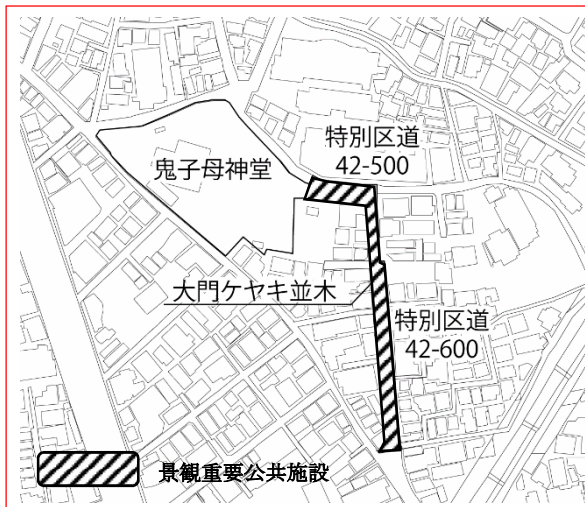 特別区道
42-500
鬼子母神堂
大門ケヤキ並木
特別区道
42-600
景観重要公共施設